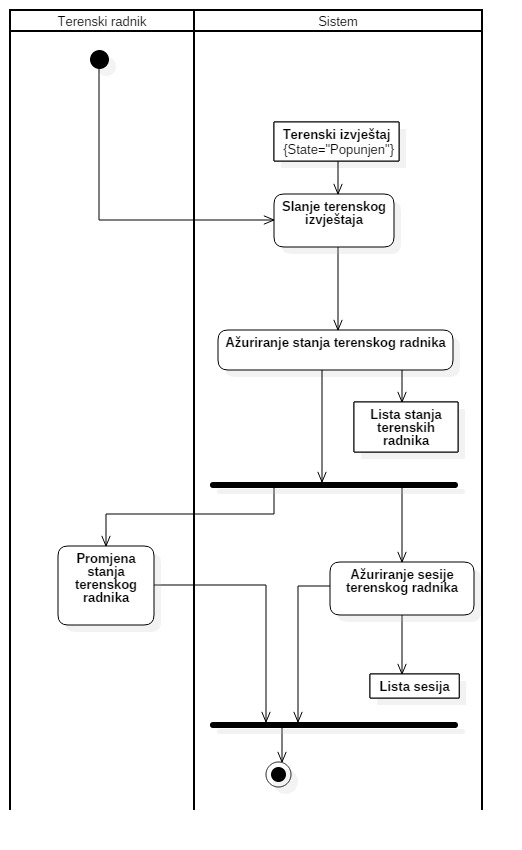 Terenski radnik
Sistem
Terenski izvještaj
{State="Popunjen"}
Slanje terenskog
izvještaja
Ažuriranje stanja terenskog radnika
Lista stanja
terenskih
radnika
Promjena
stanja
terenskog
radnika
Ažuriranje sesije
terenskog radnika
Lista sesija